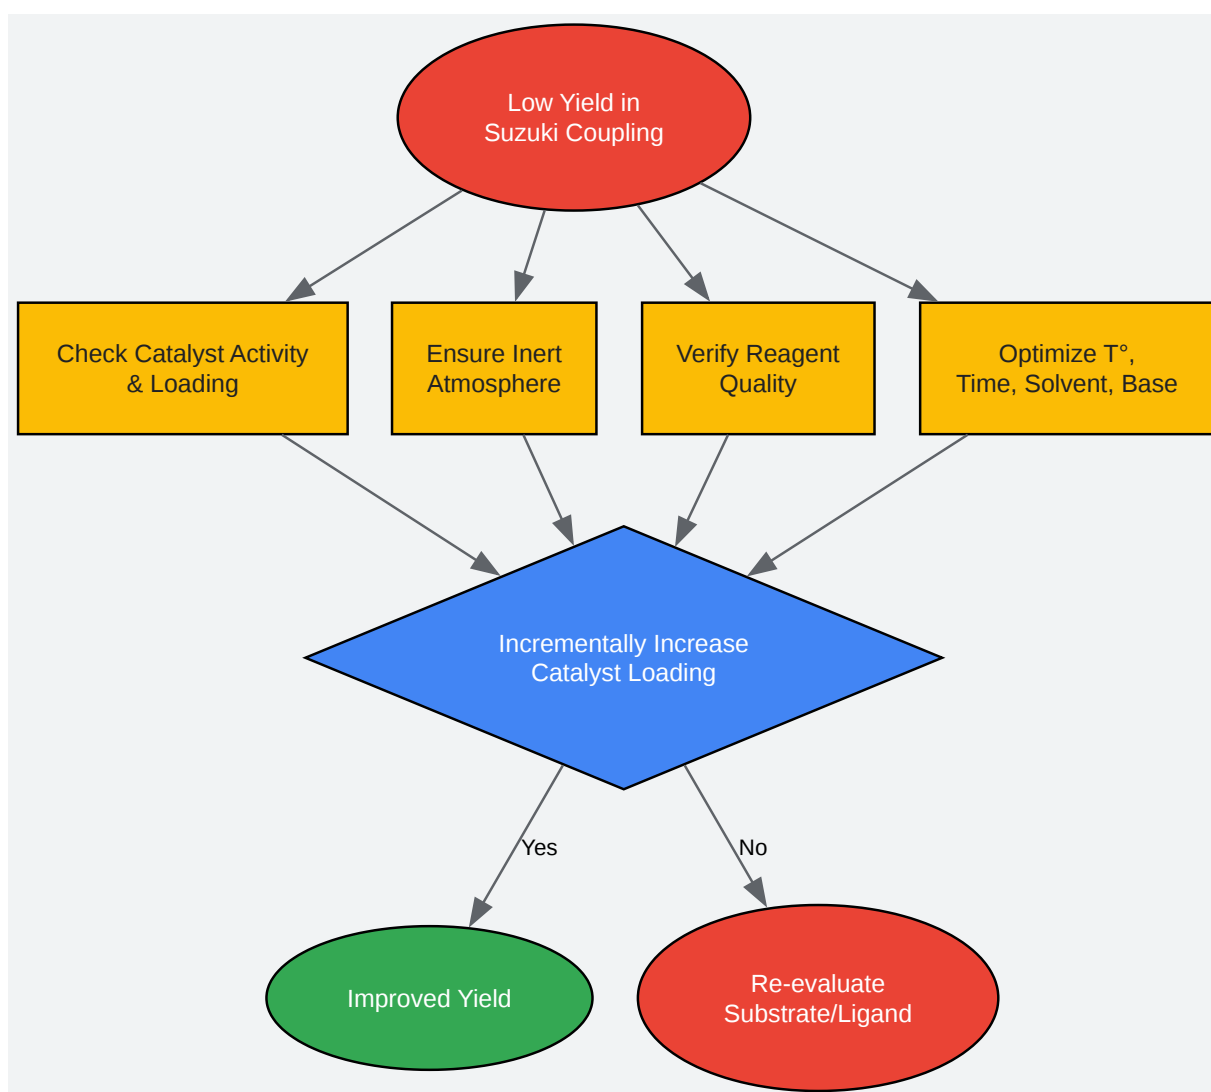 Low Yield in
Suzuki Coupling
Check Catalyst Activity
& Loading
Ensure Inert
Atmosphere
Verify Reagent
Quality
Optimize T°,
Time, Solvent, Base
Incrementally Increase
Catalyst Loading
Yes
No
Improved Yield
Re-evaluate
Substrate/Ligand